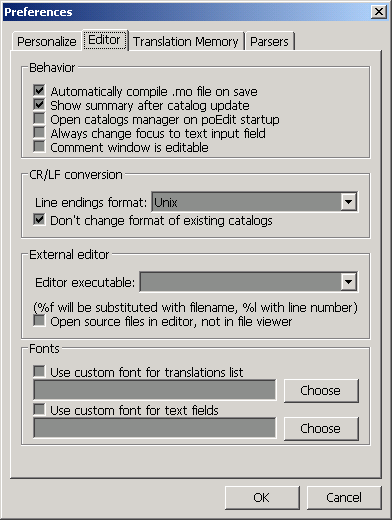 Preferences
Personalize Editor Translation Memory Parsers
Behavior
Automatically compile .mo file on save
Show summary after catalog update
Open catalogs manager on poEdit startup
Always change focus to text input field
Comment window is editable
CR/LF conversion
Line endings format: Unix
Don't change format of existing catalogs
External editor
Editor executable:
(%f will be substituted with filename, %l with line number)
Open source files in editor, not in file viewer
Fonts
Use custom font for translations list
Choose
Use custom font for text fields
Choose
OK Cancel